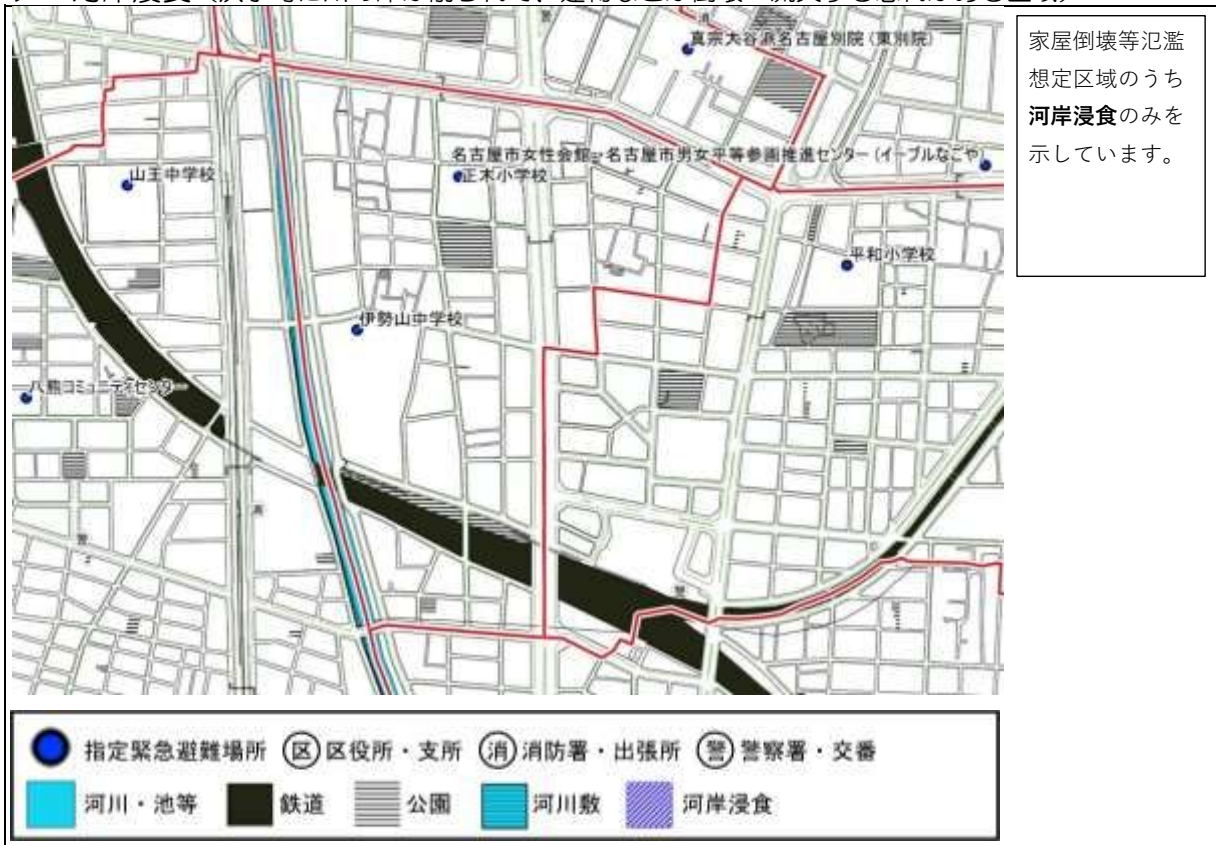 真宗大谷派名古屋別院(東別院)
家屋倒壊等氾濫
想定区域のうち
河岸浸食のみを
示しています。
名古屋市女性会館・名古屋市男女平等参画推進センター(イーブルなごや)
山王中学校
正木小学校
平和小学校
伊勢山中学校
八熊コミュニティセンター
指定緊急避難場所 区 区役所・支所 消 消防署・出張所 警 警察署・交番
河川・池等 鉄道 公園 河川敷 河岸浸食